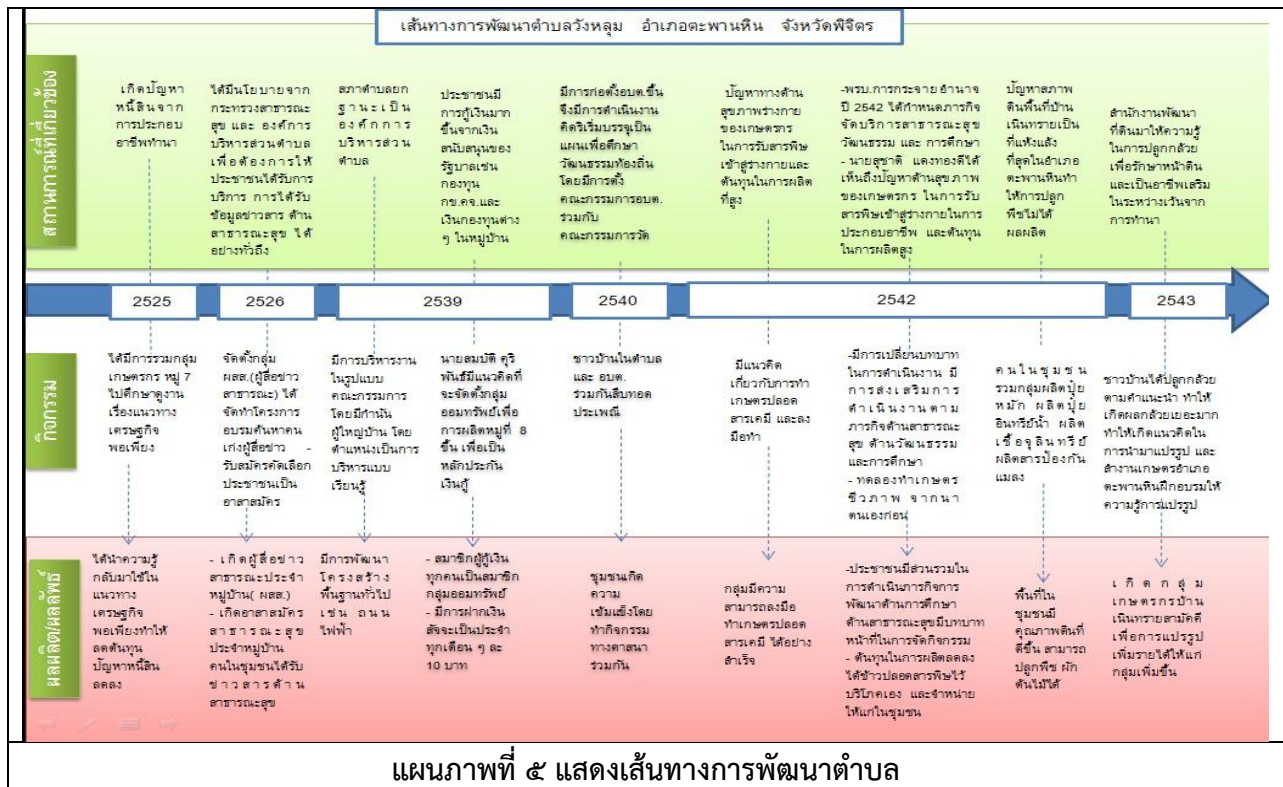 เส้นทางการพัฒนาตำบลวังหลุม อำเภอตะพานหิน จังหวัดพิจิตร
สถานการณ์ที่เกี่ยวข้อง
เกิดปัญหา
หนี้สินจาก
การประกอบ
อาชีพทำนา
ได้มีนโยบายจาก
กระทรวงสาธารณะ
สุข และ องค์การ
บริหารส่วนตำบล
เพื่อต้องการให้
ประชาชนได้รับการ
บริการ การได้รับ
ข้อมูลข่าวสาร ด้าน
สาธารณะสุข ได้
อย่างทั่วถึง
สภาตำบลยก
ฐานะเป็น
องค์กการ
บริหารส่วน
ตำบล
ประชาชนมี
การกู้เงินมาก
ขึ้นจากเงิน
สนับสนุนของ
รัฐบาลเช่น
กองทุน
กข.คจ.และ
เงินกองทุนต่าง
ๆ ในหมู่บ้าน
มีการก่อตั้งอบต.ขึ้น
จึงมีการดำเนินงาน
คิดริเริ่มบรรจุเป็น
แผนเพื่อศึกษา
วัฒนธรรมท้องถิ่น
โดยมีการตั้ง
คณะกรรมการอบต.
ร่วมกับ
คณะกรรมการวัด
ปัญหาทางด้าน
สุขภาพร่างกาย
ของเกษตรกร
ในการรับสารพิษ
เข้าสู่ร่างกายและ
ต้นทุนในการผลิต
ที่สูง
-พรบ.การกระจายอำนาจ
ปี 2542 ได้กำหนดภารกิจ
จัดบริการสาธารณะสุข
วัฒนธรรม และ การศึกษา
- นายสุชาติ แดงทองดีได้
เห็นถึงปัญหาด้านสุขภาพ
ของเกษตรกร ในการรับ
สารพิษเข้าสู่ร่างกายในการ
ประกอบอาชีพ และต้นทุน
ในการผลิตสูง
ปัญหาสภาพ
ดินพื้นที่บ้าน
เนินทรายเป็น
ที่แห้งแล้ง
ที่สุดในอำเภอ
ตะพานหินทำ
ให้การปลูก
พืชไม่ได้
ผลผลิต
สำนักงานพัฒนา
ที่ดินมาให้ความรู้
ในการปลูกกล้วย
เพื่อรักษาหน้าดิน
และเป็นอาชีพเสริม
ในระหว่างเว้นจาก
การทำนา
2525
2526
2539
2540
2542
2543
กิจกรรม
ได้มีการรวมกลุ่ม
เกษตรกร หมู่ 7
ไปศึกษาดูงาน
เรื่องแนวทาง
เศรษฐกิจ
พอเพียง
จัดตั้งกลุ่ม
ผสส.(ผู้สื่อข่าว
สาธารณะ) ได้
จัดทำโครงการ
อบรมค้นหาคน
เก่งผู้สื่อข่าว -
รับสมัครคัดเลือก
ประชาชนเป็น
อาสาสมัคร
มีการบริหารงาน
ในรูปแบบ
คณะกรรมการ
โดยมีกำนัน
ผู้ใหญ่บ้าน โดย
ตำแหน่งเป็นการ
บริหารแบบ
เรียนรู้
นายสมบัติ คุริ
พันธ์มีแนวคิดที่
จะจัดตั้งกลุ่ม
ออมทรัพย์เพื่อ
การผลิตหมู่ที่ 8
ขึ้น เพื่อเป็น
หลักประกัน
เงินกู้
ชาวบ้านในตำบล
และ อบต.
ร่วมกันสืบทอด
ประเพณี
มีแนวคิด
เกี่ยวกับการทำ
เกษตรปลอด
สารเคมี และลง
มือทำ
-มีการเปลี่ยนบทบาท
ในการดำเนินงาน มี
การส่งเสริมการ
ดำเนินงานตาม
ภารกิจด้านสาธารณะ
สุข ด้านวัฒนธรรม
และการศึกษา
- ทดลองทำเกษตร
ชีวภาพ จากนา
ตนเองก่อน
คนในชุมชน
รวมกลุ่มผลิตปุ๋ย
หมัก ผลิตปุ๋ย
อินทรีย์น้ำ ผลิต
เชื้อจุลินทรีย์
ผลิตสารป้องกัน
แมลง
ชาวบ้านได้ปลูกกล้วย
ตามคำแนะนำ ทำให้
เกิดผลกล้วยเยอะมาก
ทำให้เกิดแนวคิดใน
การนำมาแปรรูป และ
สำงานเกษตรอำเภอ
ตะพานหินฝึกอบรมให้
ความรู้การแปรรูป
ผลผลิต/ผลลัพธ์
ได้นำความรู้
กลับมาใช้ใน
แนวทาง
เศรษฐกิจ
พอเพียงทำให้
ลดต้นทุน
ปัญหาหนี้สิน
ลดลง
- เกิดผู้สื่อข่าว
สาธารณะประจำ
หมู่บ้าน( ผสส.)
- เกิดอาสาสมัคร
สาธารณะสุข
ประจำหมู่บ้าน
คนในชุมชนได้รับ
ข่าวสารด้าน
สาธารณะสุข
มีการพัฒนา
โครงสร้าง
พื้นฐานทั่วไป
เช่น ถนน
ไฟฟ้า
- สมาชิกผู้กู้เงิน
ทุกคนเป็นสมาชิก
กลุ่มออมทรัพย์
- มีการฝากเงิน
สัจจะเป็นประจำ
ทุกเดือน ๆ ละ
10 บาท
ชุมชนเกิด
ความ
เข้มแข็งโดย
ทำกิจกรรม
ทางศาสนา
ร่วมกัน
กลุ่มมีความ
สามารถลงมือ
ทำเกษตรปลอด
สารเคมี ได้อย่าง
สำเร็จ
-ประชาชนมีส่วนรวมใน
การดำเนินภารกิจการ
พัฒนาด้านการศึกษา
ด้านสาธารณะสุขมีบทบาท
หน้าที่ในการจัดกิจกรรม
- ต้นทุนในการผลิตลดลง
ได้ข้าวปลอดสารพิษไว้
บริโภคเอง และจำหน่าย
ให้แก่ในชุมชน
พื้นที่ใน
ชุมชนมี
คุณภาพดินที่
ดีขึ้น สามารถ
ปลูกพืช ผัก
ต้นไม้ได้
เกิดกลุ่ม
เกษตรกรบ้าน
เนินทรายสามัคคี
เพื่อการแปรรูป
เพิ่มรายได้ให้แก่
กลุ่มเพิ่มขึ้น
แผนภาพที่ ๕ แสดงเส้นทางการพัฒนาตำบล